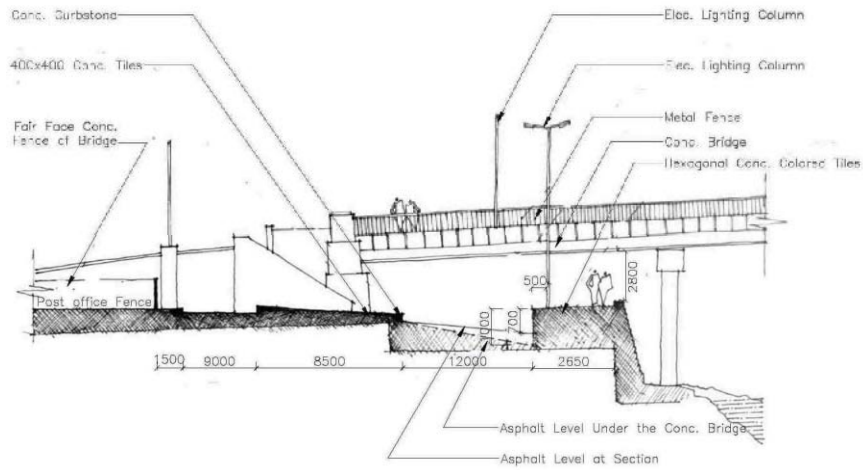 Conc. Curbstone
400x400 Conc. Tiles
Fair Face Conc.
Fence of Bridge
Elec. Lighting Column
Elec. Lighting Column
Metal Fence
Conc. Bridge
Hexagonal Conc. Colored Tiles
Post office Fence
500
2800
1000
700
1500
9000
8500
12000
2650
Asphalt Level Under the Conc. Bridge
Asphalt Level at Section